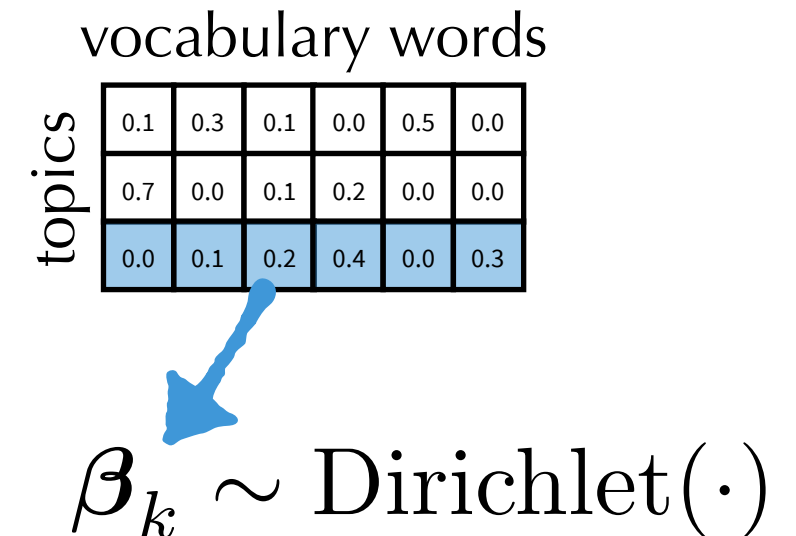 vocabulary words
topics
0.1 0.3 0.1 0.0 0.5 0.0
0.7 0.0 0.1 0.2 0.0 0.0
0.0 0.1 0.2 0.4 0.0 0.3
βₖ ∼ Dirichlet(·)